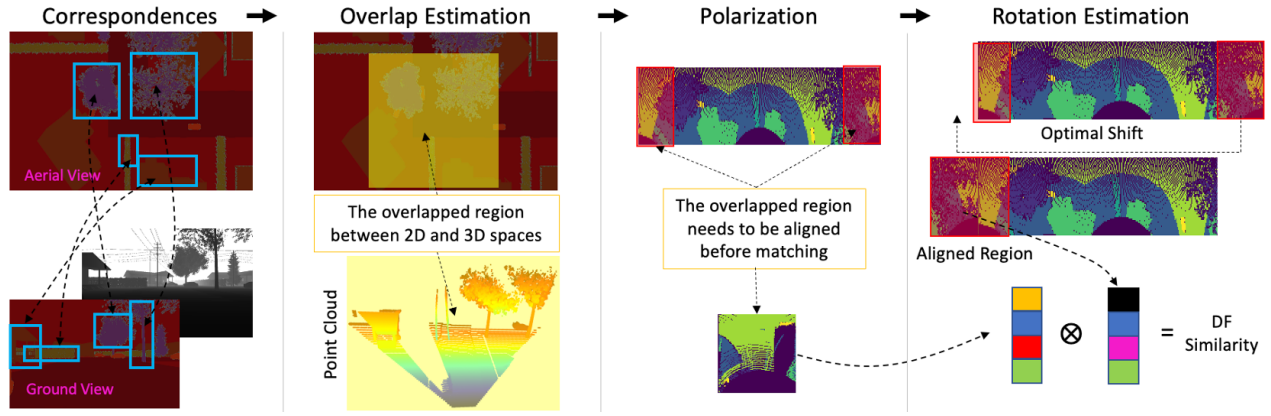 Correspondences
Overlap Estimation
Polarization
Rotation Estimation
Aerial View
Ground View
The overlapped region
between 2D and 3D spaces
Point Cloud
The overlapped region
needs to be aligned
before matching
Optimal Shift
Aligned Region
⊗
=
DF
Similarity